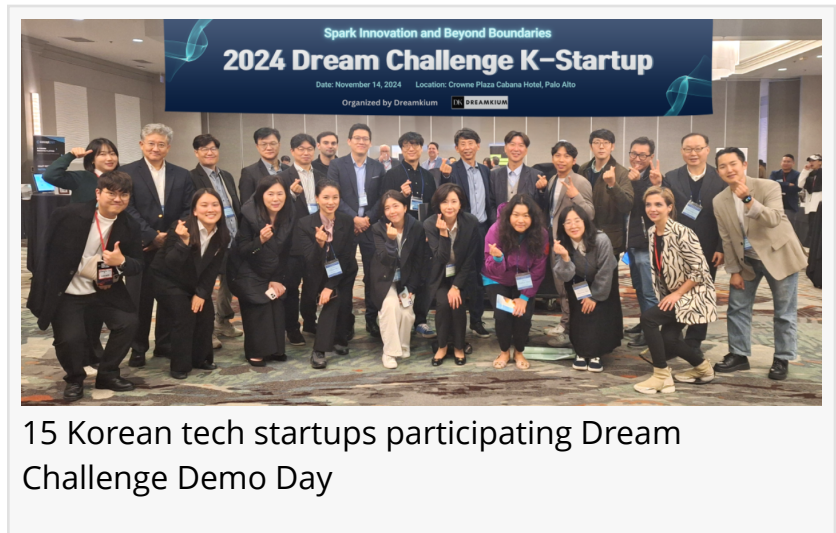 Spark Innovation and Beyond Boundaries
2024 Dream Challenge K-Startup
Date: November 14, 2024 Location: Crowne Plaza Cabana Hotel, Palo Alto
Organized by Dreamkium DK DREAMKIUM
15 Korean tech startups participating Dream
Challenge Demo Day